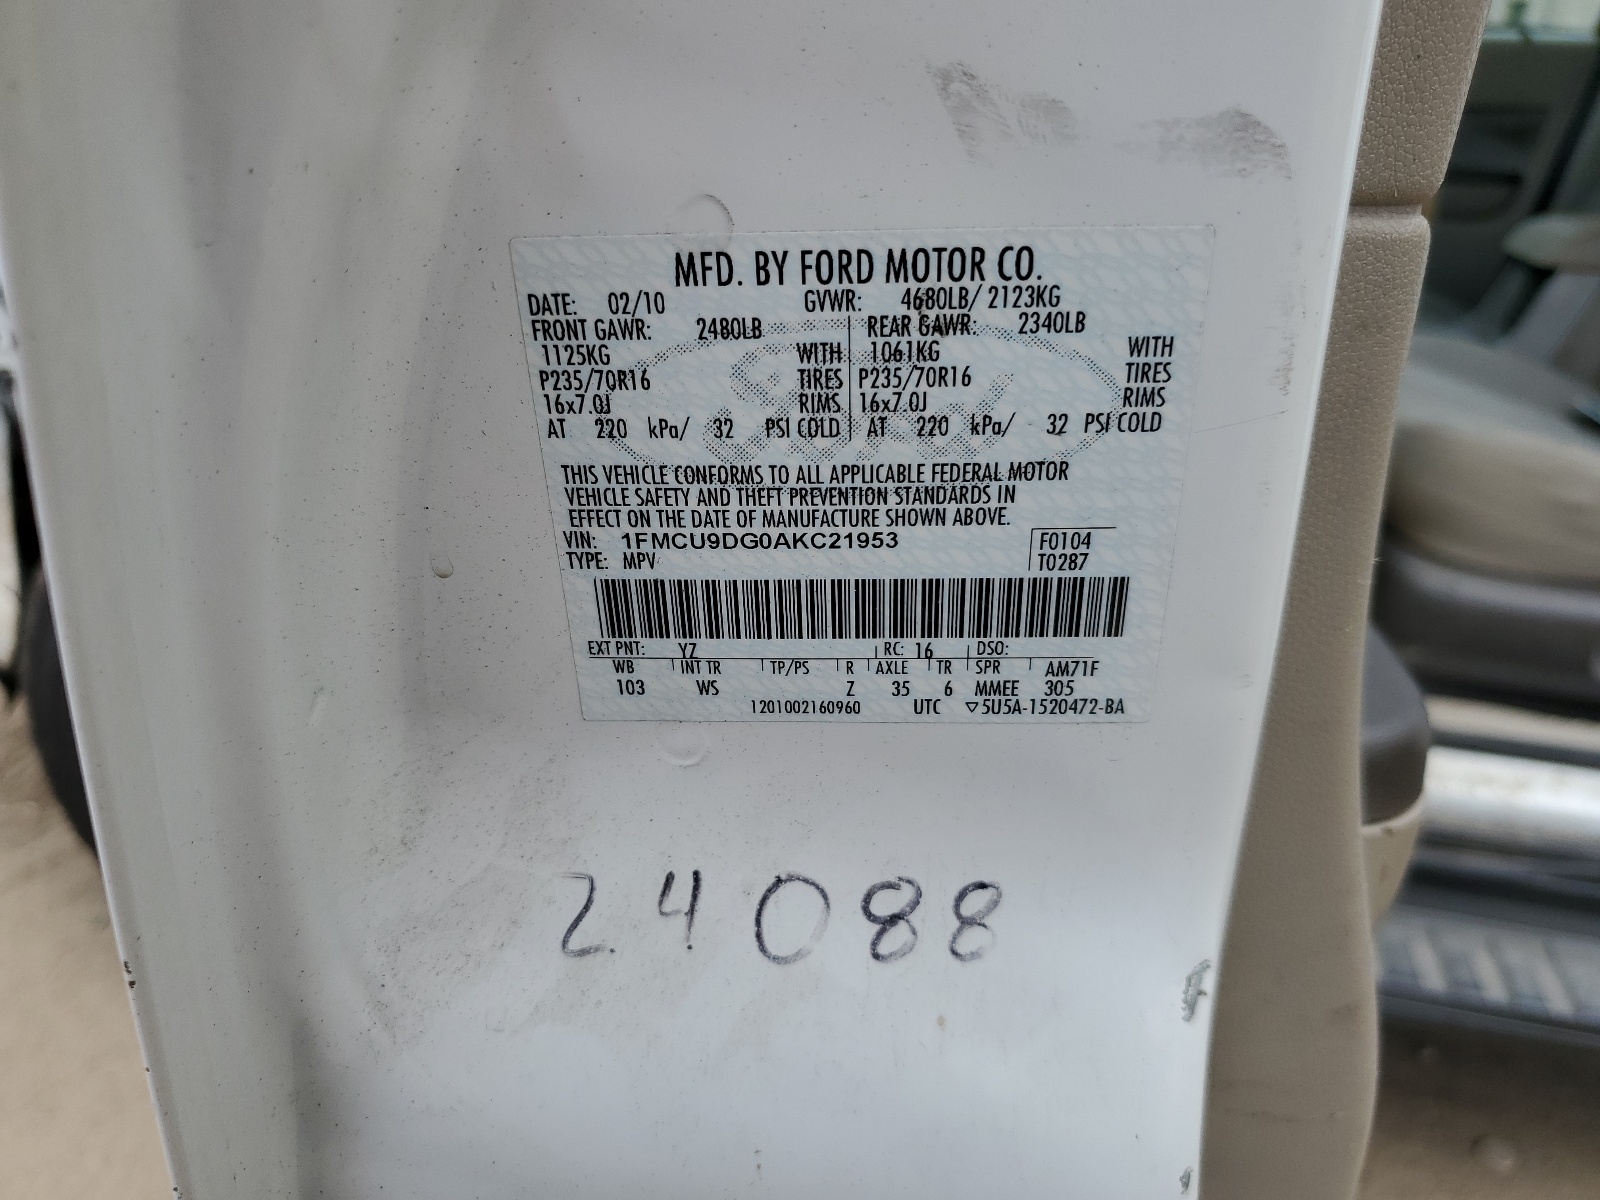 MFD. BY FORD MOTOR CO.
DATE: 02/10 GVWR: 4680LB/ 2123KG
FRONT GAWR: 2480LB REAR GAWR: 2340LB
1125KG WITH 1061KG WITH
P235/70R16 TIRES P235/70R16 TIRES
16x7.0J RIMS 16x7.0J RIMS
AT 220 kPa/ 32 PSI COLD AT 220 kPa/ 32 PSI COLD
THIS VEHICLE CONFORMS TO ALL APPLICABLE FEDERAL MOTOR
VEHICLE SAFETY AND THEFT PREVENTION STANDARDS IN
EFFECT ON THE DATE OF MANUFACTURE SHOWN ABOVE.
VIN: 1FMCU9DG0AKC21953 F0104
TYPE: MPV T0287
EXT PNT: YZ RC: 16 DSO:
WB INT TR TP/PS R AXLE TR SPR AM71F
103 WS Z 35 6 MMEE 305
1201002160960 UTC ▽5U5A-1520472-BA
24088